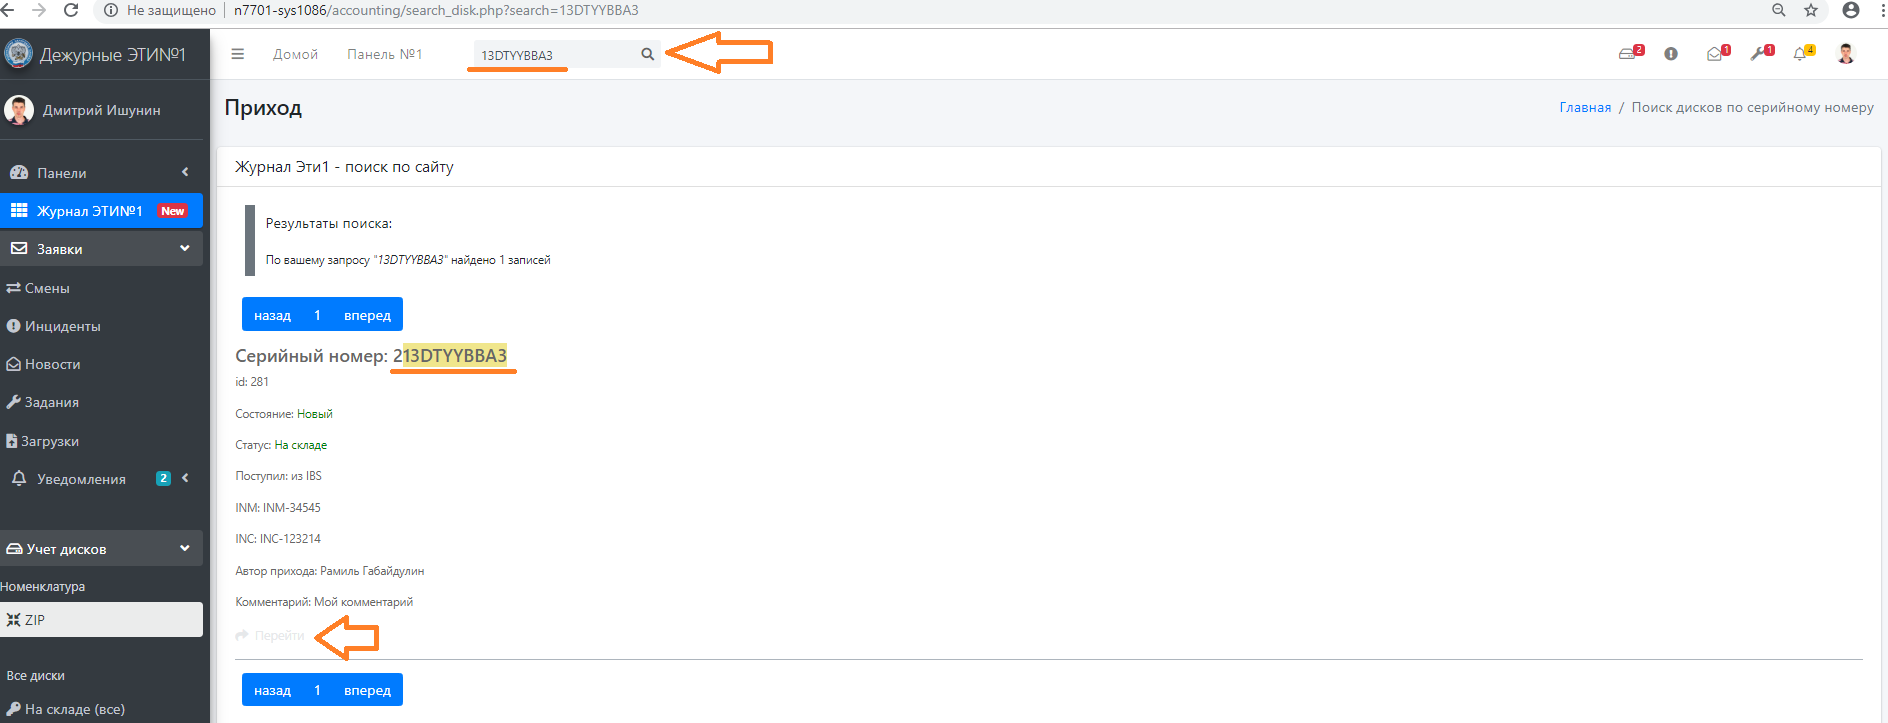 Не защищено | n7701-sys1086/accounting/search_disk.php?search=13DTYYBBA3
Дежурные ЭТИ№1
Домой
Панель №1
13DTYYBBA3
2
1
1
4
Дмитрий Ишунин
Приход
Главная / Поиск дисков по серийному номеру
Панели
Журнал ЭТИ№1 New
Заявки
Смены
Инциденты
Новости
Задания
Загрузки
Уведомления 2
Учет дисков
Номенклатура
ZIP
Все диски
На складе (все)
Журнал Эти1 - поиск по сайту
Результаты поиска:
По вашему запросу "13DTYYBBA3" найдено 1 записей
назад 1 вперед
Серийный номер: 213DTYYBBA3
id: 281
Состояние: Новый
Статус: На складе
Поступил: из IBS
INM: INM-34545
INC: INC-123214
Автор прихода: Рамиль Габайдулин
Комментарий: Мой комментарий
Перейти
назад 1 вперед